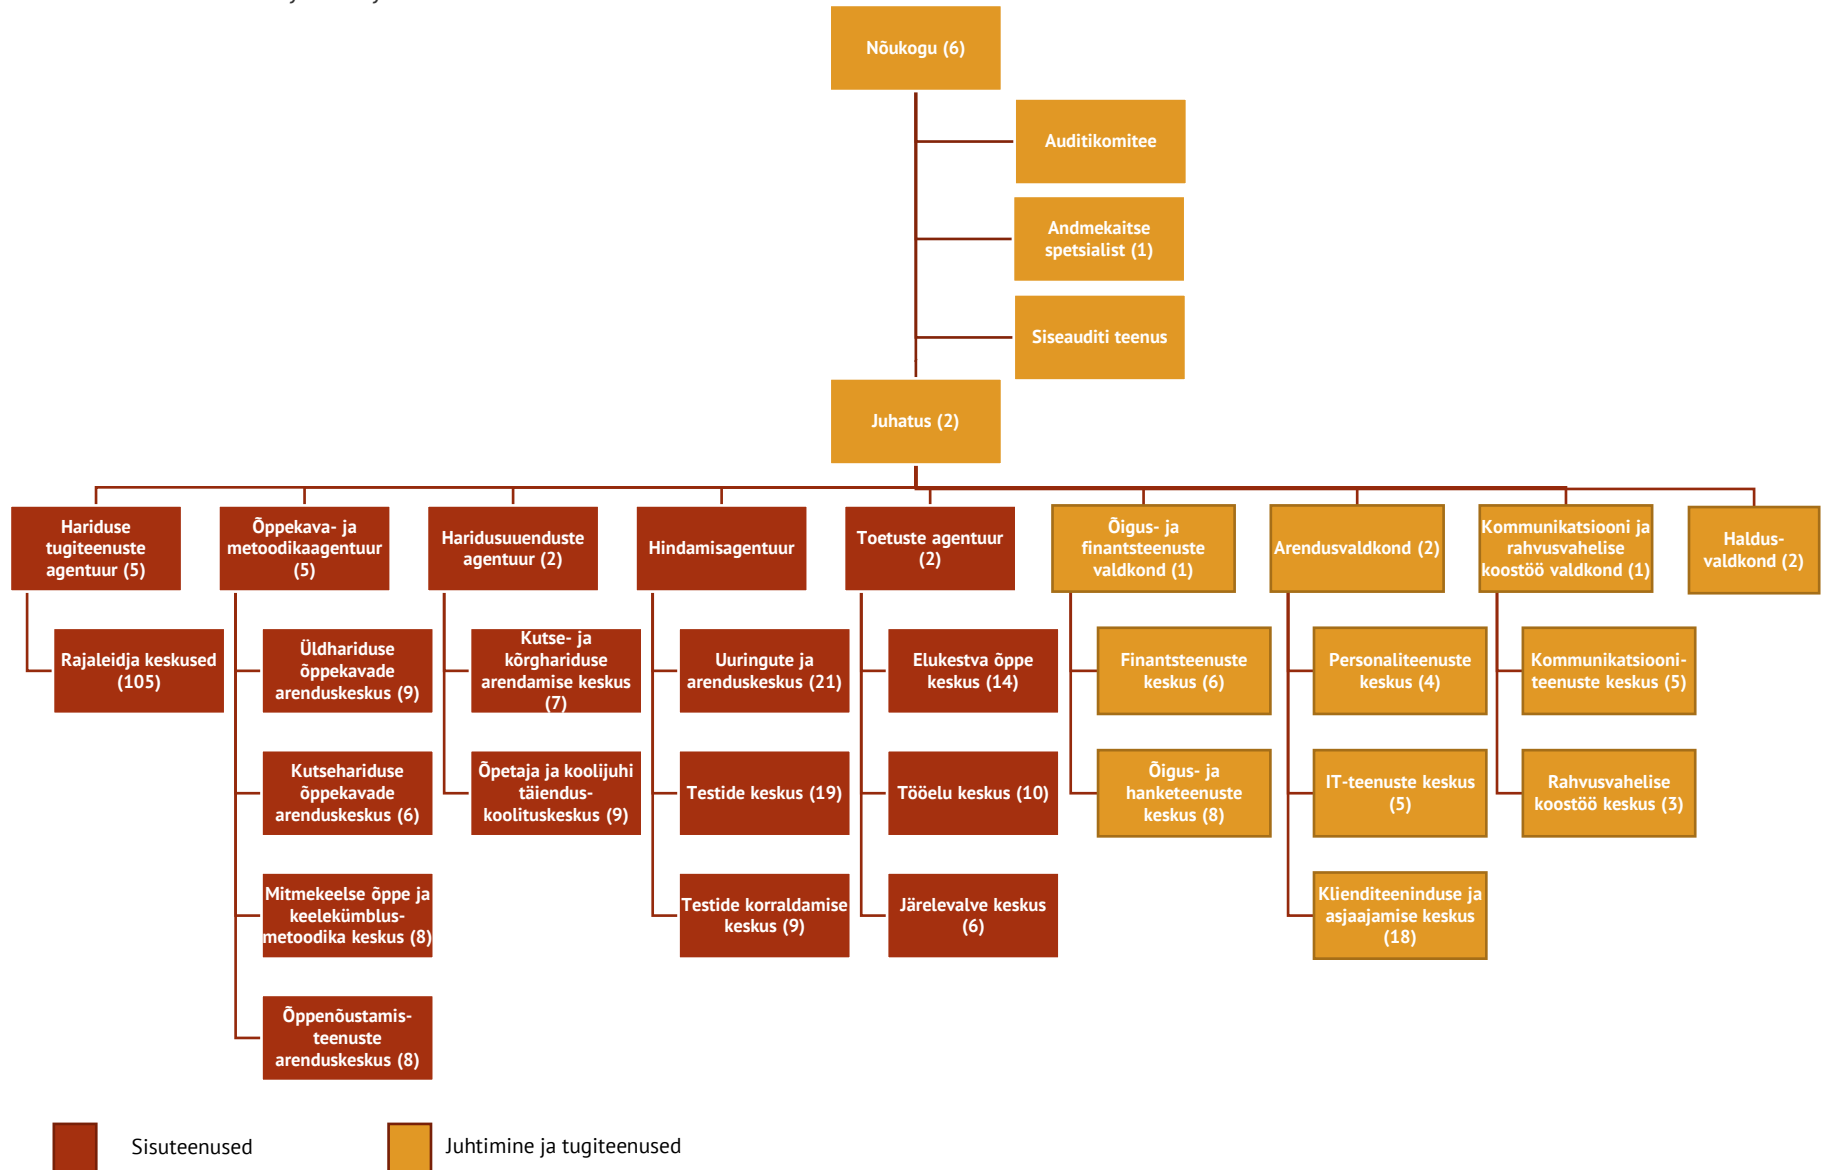 Nõukogu (6)
Auditikomitee
Andmekaitse
spetsialist (1)
Siseauditi teenus
Juhatus (2)
Hariduse
tugiteenuste
agentuur (5)
Õppekava- ja
metoodikaagentuur
(5)
Haridusuuenduste
agentuur (2)
Hindamisagentuur
Toetuste agentuur
(2)
Õigus- ja
finantsteenuste
valdkond (1)
Arendusvaldkond (2)
Kommunikatsiooni ja
rahvusvahelise
koostöö valdkond (1)
Haldus-
valdkond (2)
Rajaleidja keskused
(105)
Üldhariduse
õppekavade
arenduskeskus (9)
Kutse- ja
kõrghariduse
arendamise keskus
(7)
Uuringute ja
arenduskeskus (21)
Elukestva õppe
keskus (14)
Finantsteenuste
keskus (6)
Personaliteenuste
keskus (4)
Kommunikatsiooni-
teenuste keskus (5)
Kutsehariduse
õppekavade
arenduskeskus (6)
Õpetaja ja koolijuhi
täiendus-
koolituskeskus (9)
Testide keskus (19)
Tööelu keskus (10)
Õigus- ja
hanketeenuste
keskus (8)
IT-teenuste keskus
(5)
Rahvusvahelise
koostöö keskus (3)
Mitmekeelse õppe ja
keelekümblus-
metoodika keskus (8)
Testide korraldamise
keskus (9)
Järelevalve keskus
(6)
Klienditeeninduse ja
asjaajamise keskus
(18)
Õppenõustamis-
teenuste
arenduskeskus (8)
Sisuteenused
Juhtimine ja tugiteenused